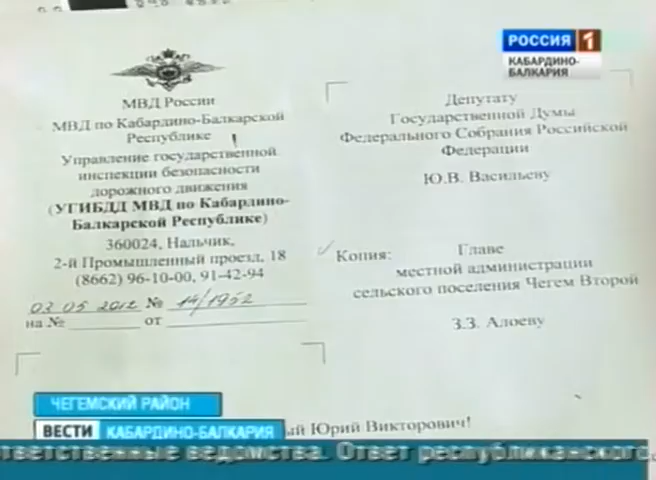 РОССИЯ 1
КАБАРДИНО-
БАЛКАРИЯ
МВД России
МВД по Кабардино-Балкарской
Республике
Управление государственной
инспекции безопасности
дорожного движения
(УГИБДД МВД по Кабардино-
Балкарской Республике)
360024, Нальчик,
2-й Промышленный проезд, 18
(8662) 96-10-00, 91-42-94
03 05 2012 № 14/1952
на № от
Депутату
Государственной Думы
Федерального Собрания Российской
Федерации
Ю.В. Васильеву
Копия: Главе
местной администрации
сельского поселения Чегем Второй
З.З. Алоеву
ый Юрий Викторович!
ЧЕГЕМСКИЙ РАЙОН
ВЕСТИ КАБАРДИНО-БАЛКАРИЯ
тветственные ведомства. Ответ республиканского